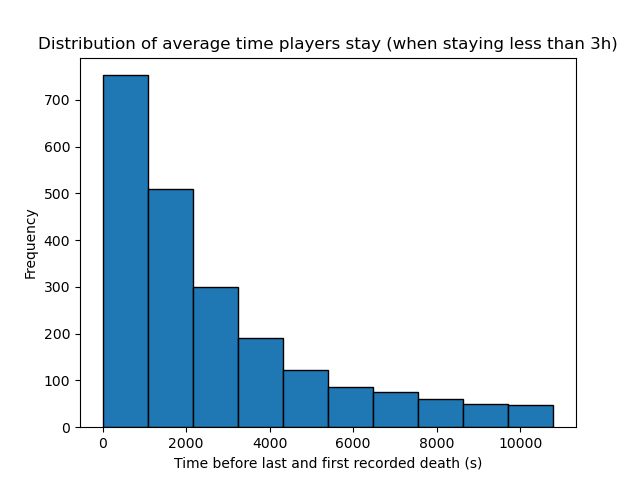 Distribution of average time players stay (when staying less than 3h)
700
600
500
400
300
200
100
0
Frequency
0 2000 4000 6000 8000 10000
Time before last and first recorded death (s)